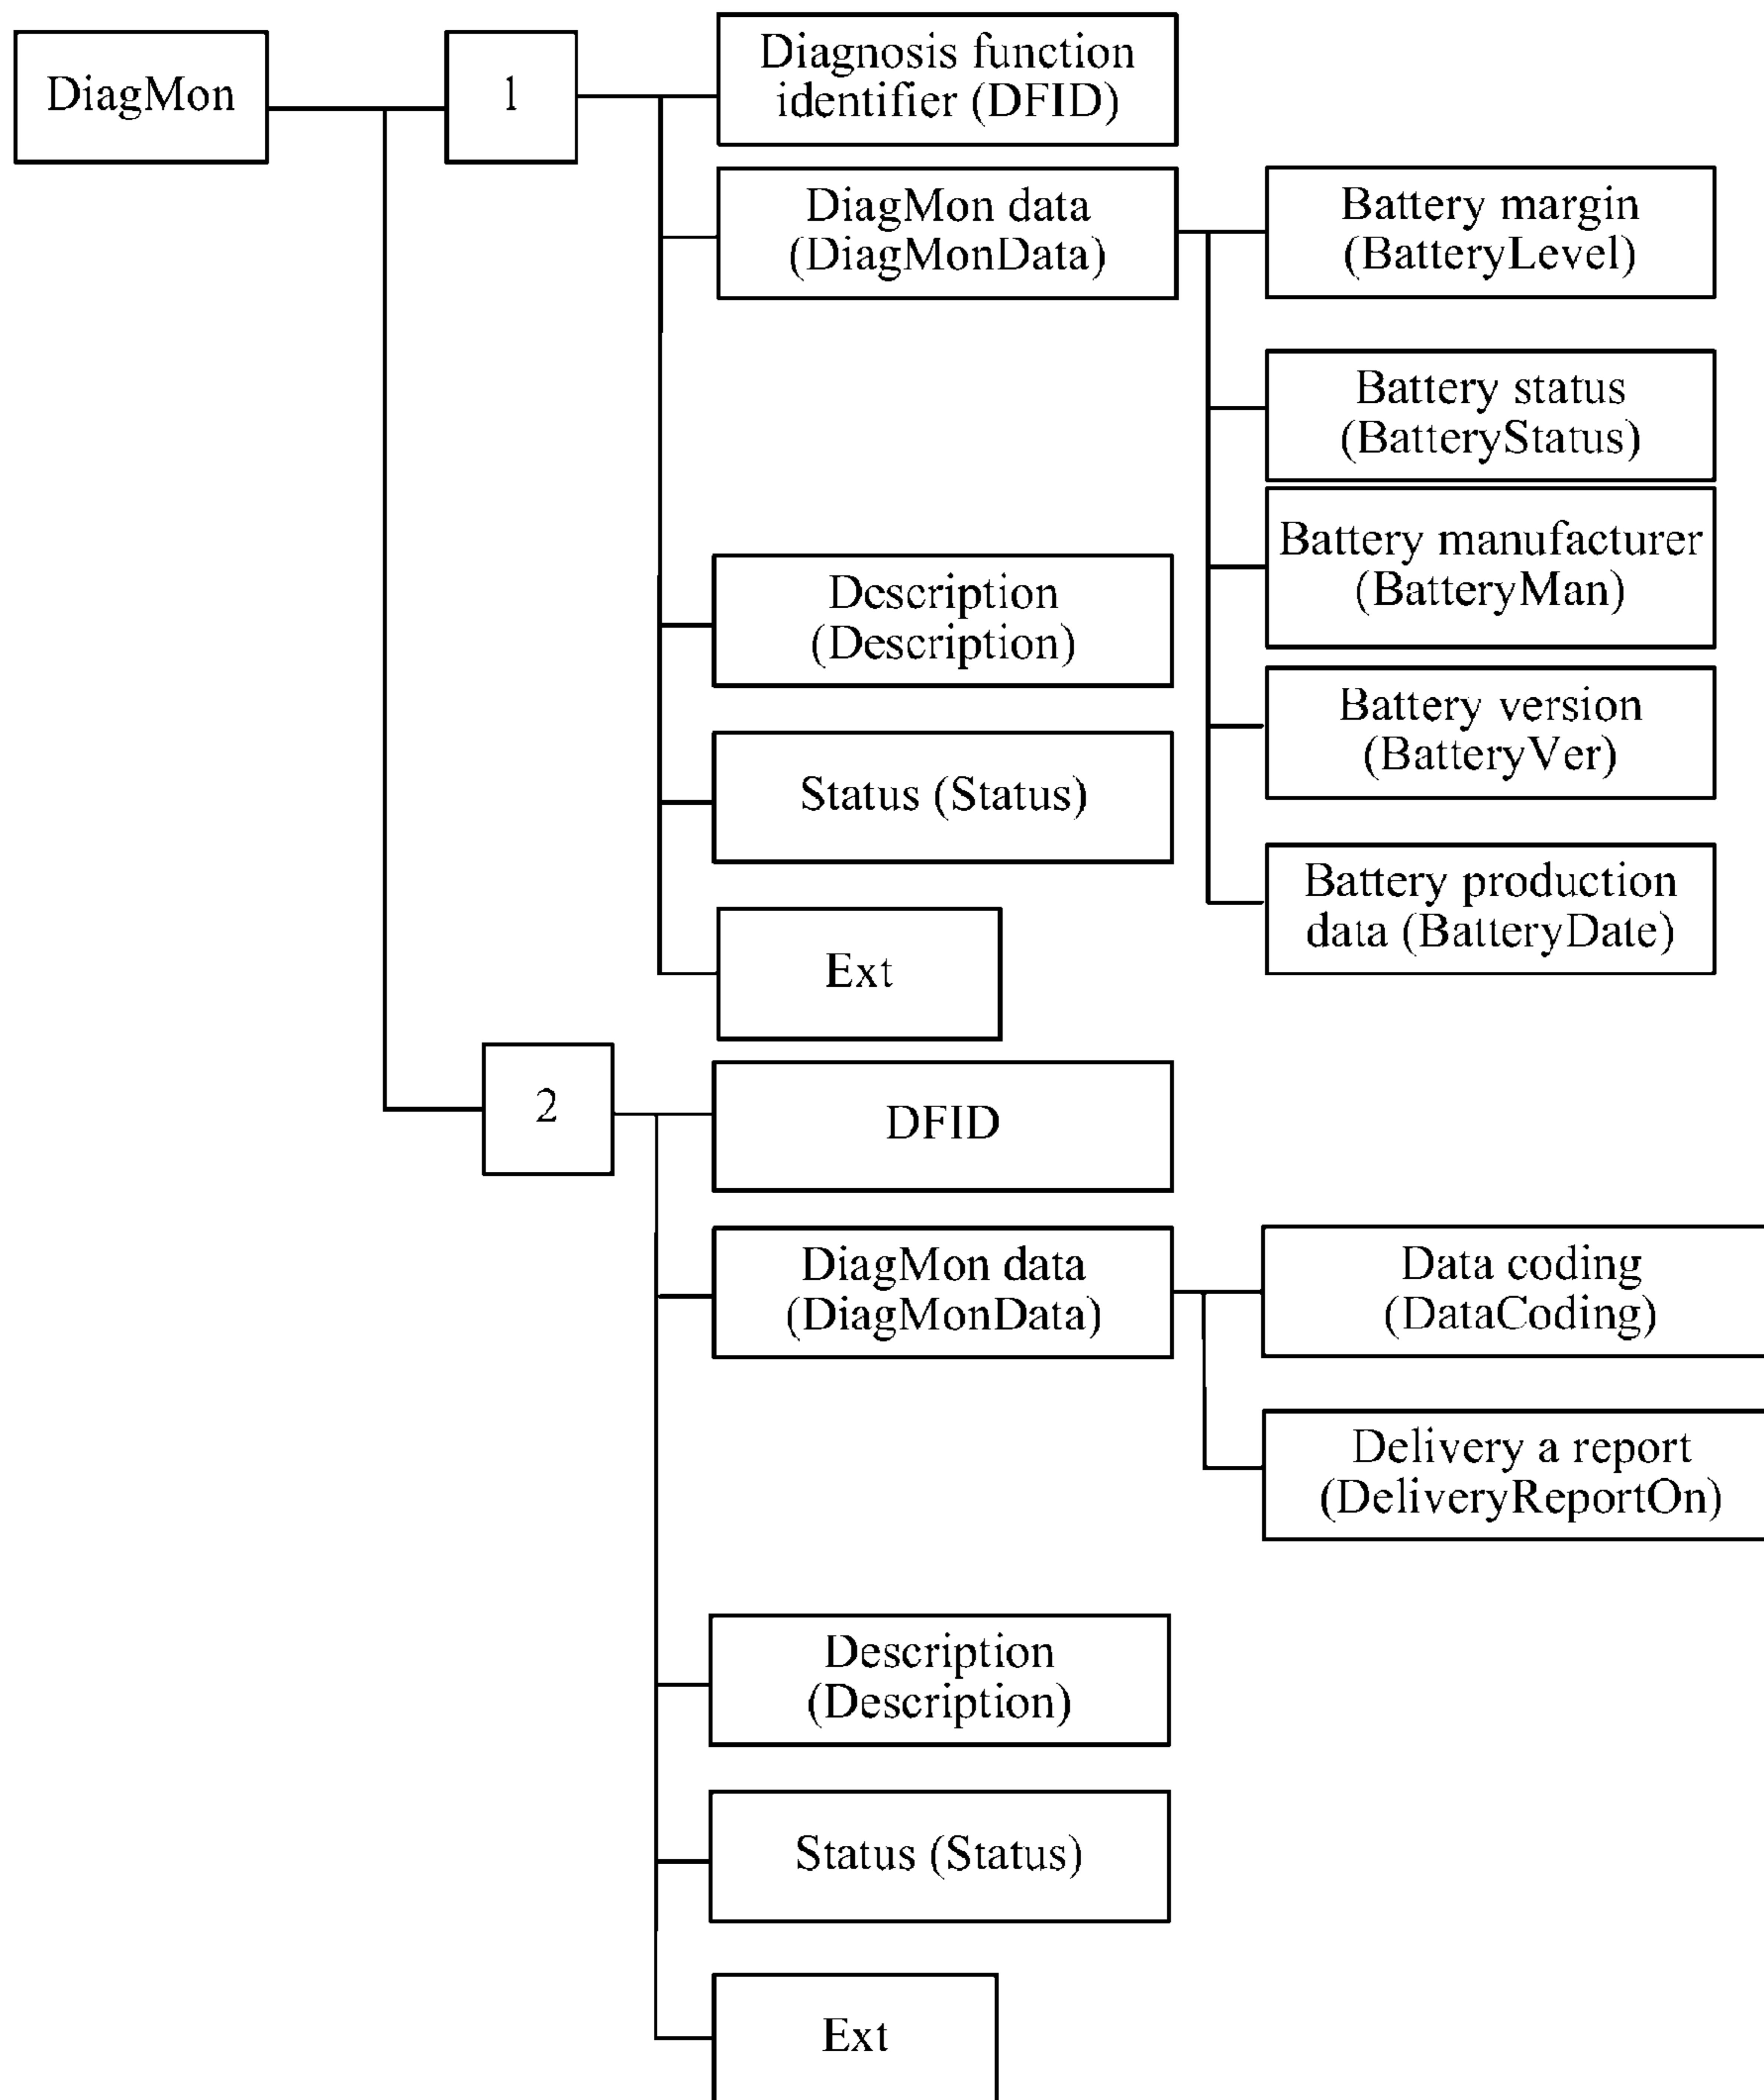 DiagMon
1
Diagnosis function
identifier (DFID)
DiagMon data
(DiagMonData)
Battery margin
(BatteryLevel)
Battery status
(BatteryStatus)
Battery manufacturer
(BatteryMan)
Battery version
(BatteryVer)
Battery production
data (BatteryDate)
Description
(Description)
Status (Status)
Ext
2
DFID
DiagMon data
(DiagMonData)
Data coding
(DataCoding)
Delivery a report
(DeliveryReportOn)
Description
(Description)
Status (Status)
Ext